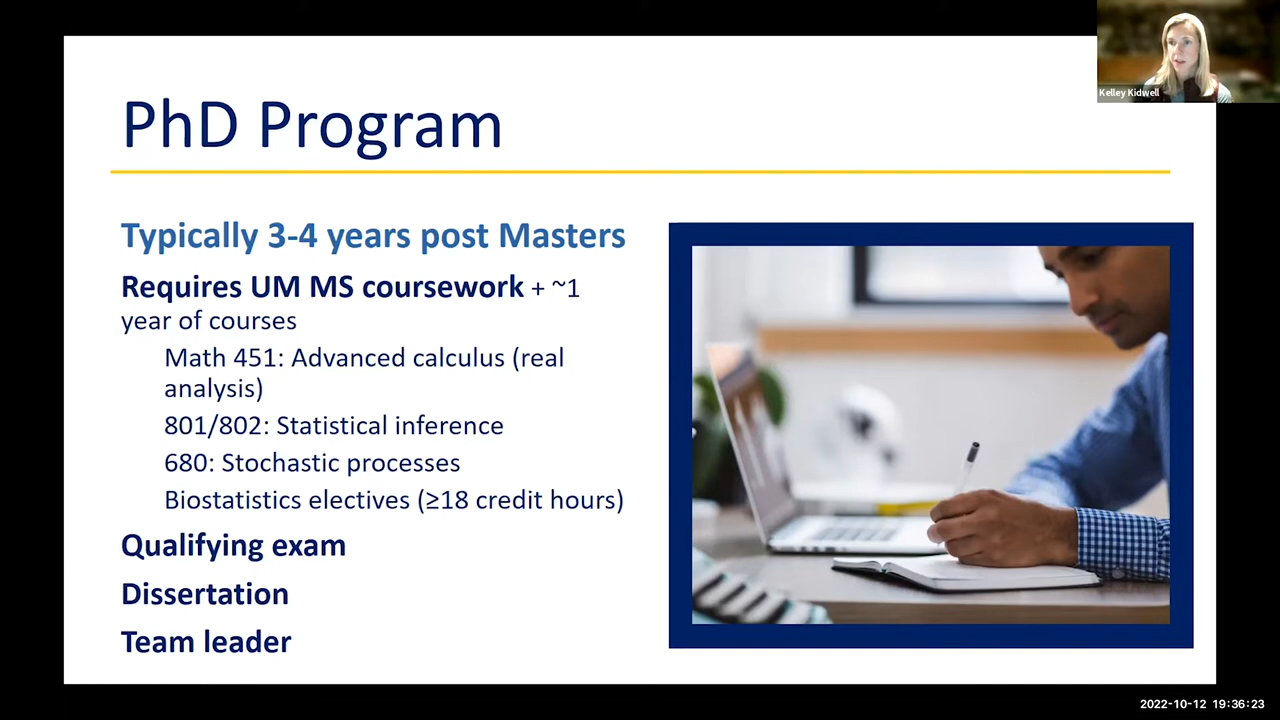 Kelley Kidwell
PhD Program
Typically 3-4 years post Masters
Requires UM MS coursework + ~1
year of courses
Math 451: Advanced calculus (real
analysis)
801/802: Statistical inference
680: Stochastic processes
Biostatistics electives (≥18 credit hours)
Qualifying exam
Dissertation
Team leader
2022-10-12 19:36:23